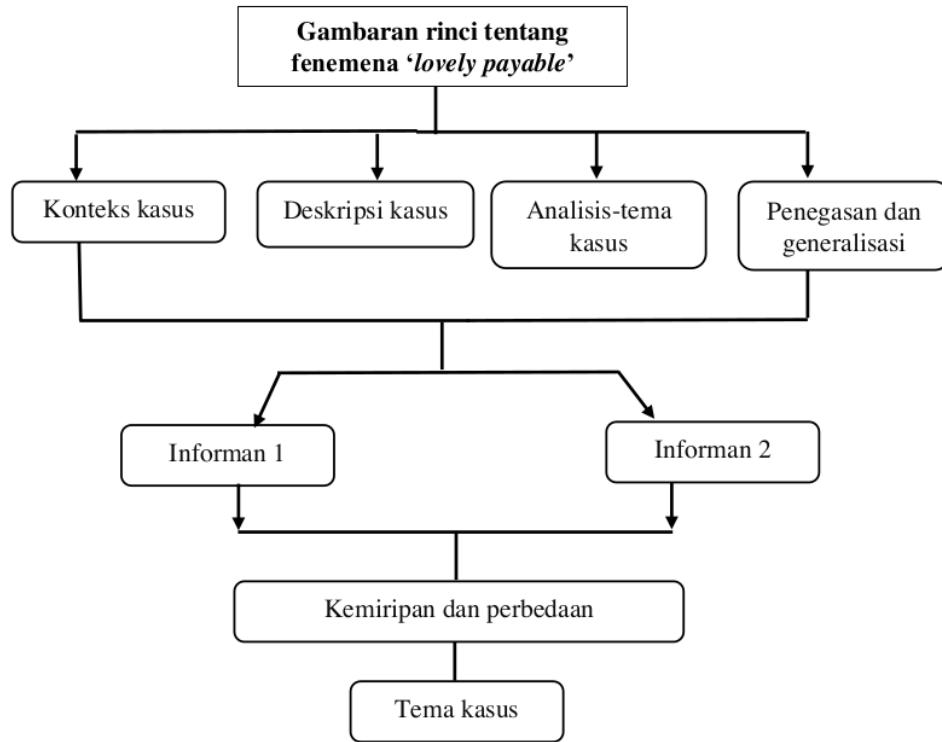 Gambaran rinci tentang
fenemena ‘lovely payable’
Konteks kasus
Deskripsi kasus
Analisis-tema
kasus
Penegasan dan
generalisasi
Informan 1
Informan 2
Kemiripan dan perbedaan
Tema kasus